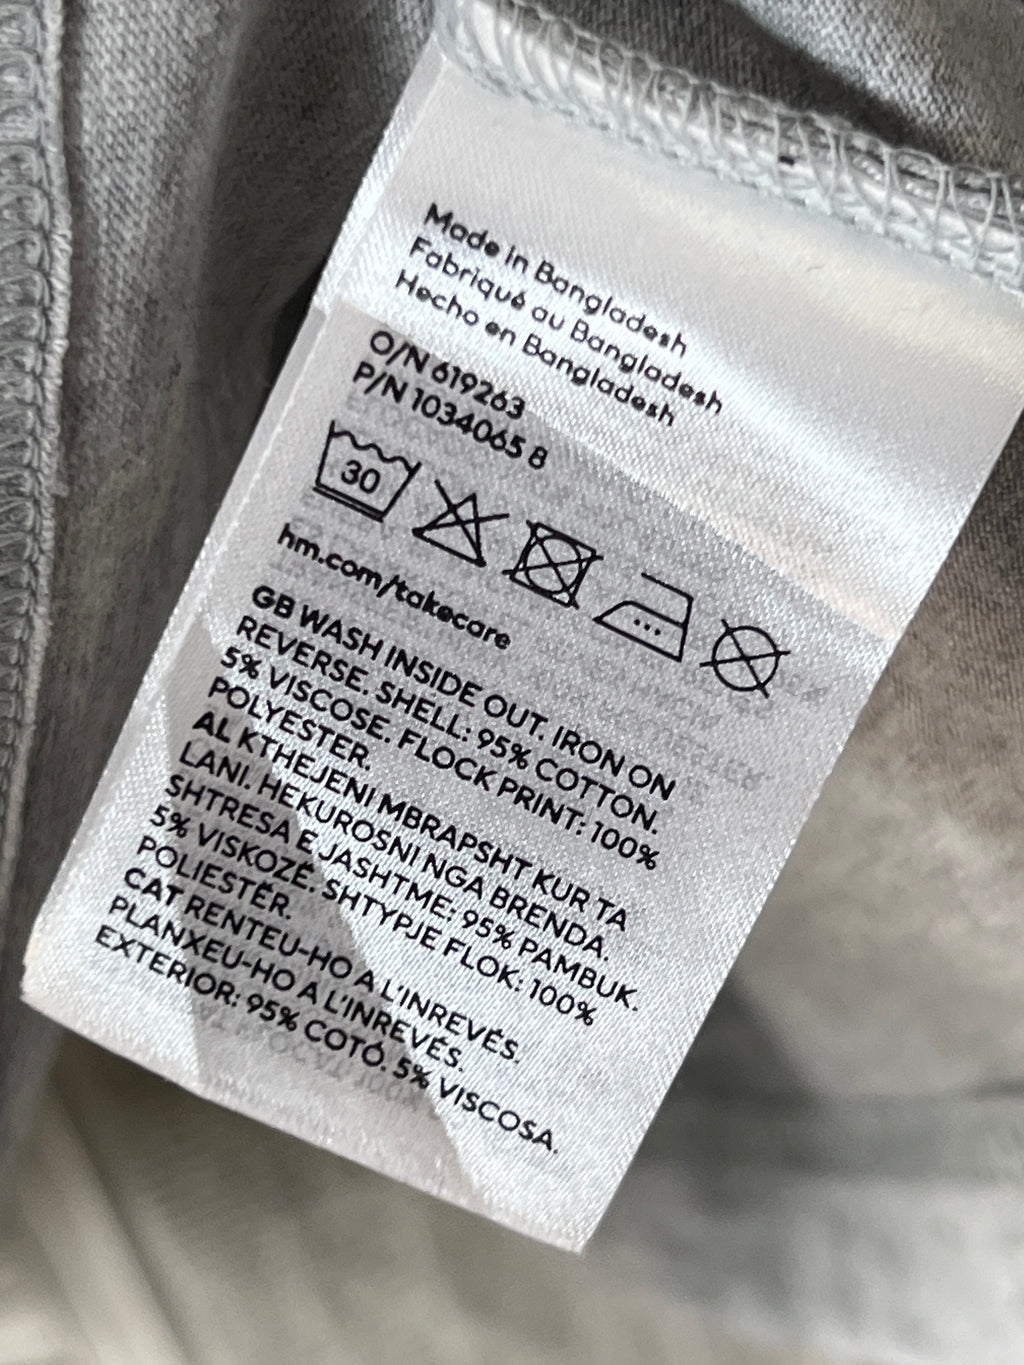 Made in Bangladesh
Fabriqué au Bangladesh
Hecho en Bangladesh
O/N 619263
P/N 1034065 8
30
hm.com/takecare
GB WASH INSIDE OUT. IRON ON
REVERSE. SHELL: 95% COTTON.
5% VISCOSE. FLOCK PRINT: 100%
POLYESTER.
AL KTHEJENI MBRAPSHT KUR TA
LANI. HEKUROSNI NGA BRENDA.
SHTRESA E JASHTME: 95% PAMBUK.
5% VISKOZË. SHTYPJE FLOK: 100%
POLIESTËR.
CAT RENTEU-HO A L'INREVÉS.
PLANXEU-HO A L'INREVÉS.
EXTERIOR: 95% COTÓ. 5% VISCOSA.